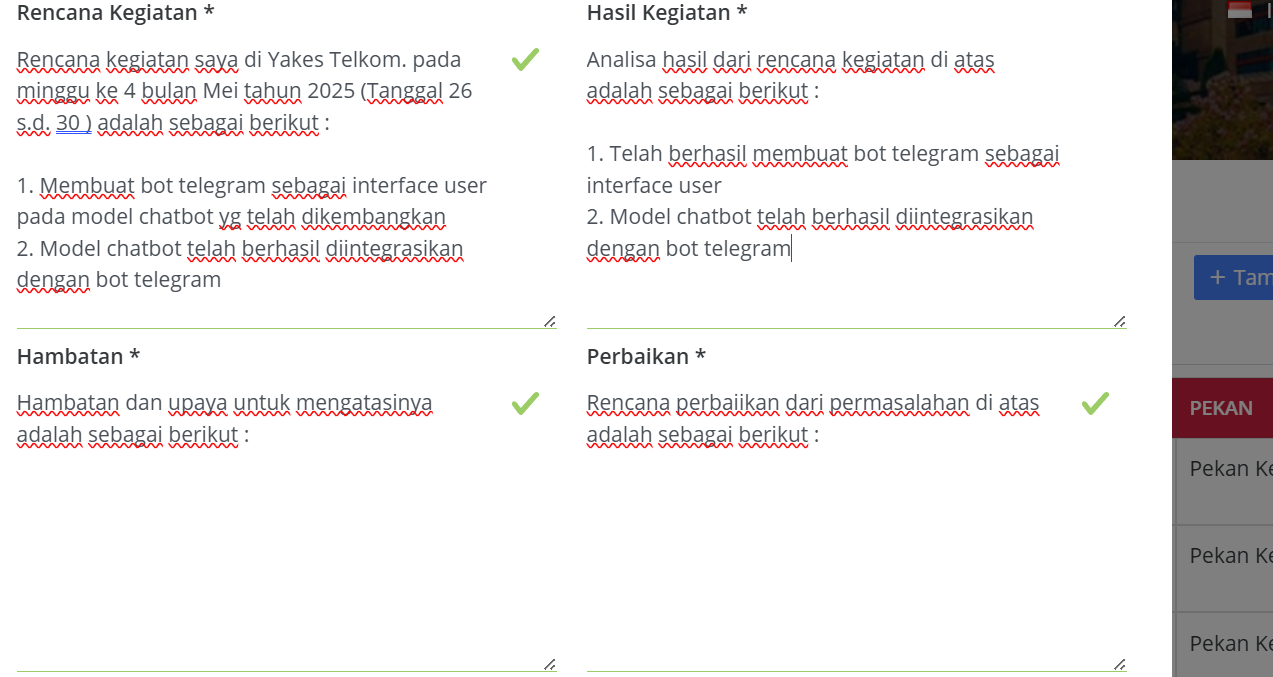 Rencana Kegiatan *
Rencana kegiatan saya di Yakes Telkom. pada
minggu ke 4 bulan Mei tahun 2025 (Tanggal 26
s.d. 30 ) adalah sebagai berikut :
1. Membuat bot telegram sebagai interface user
pada model chatbot yg telah dikembangkan
2. Model chatbot telah berhasil diintegrasikan
dengan bot telegram
Hasil Kegiatan *
Analisa hasil dari rencana kegiatan di atas
adalah sebagai berikut :
1. Telah berhasil membuat bot telegram sebagai
interface user
2. Model chatbot telah berhasil diintegrasikan
dengan bot telegram
Hambatan *
Hambatan dan upaya untuk mengatasinya
adalah sebagai berikut :
Perbaikan *
Rencana perbaiikan dari permasalahan di atas
adalah sebagai berikut :
+ Tam
PEKAN
Pekan Ke
Pekan Ke
Pekan Ke